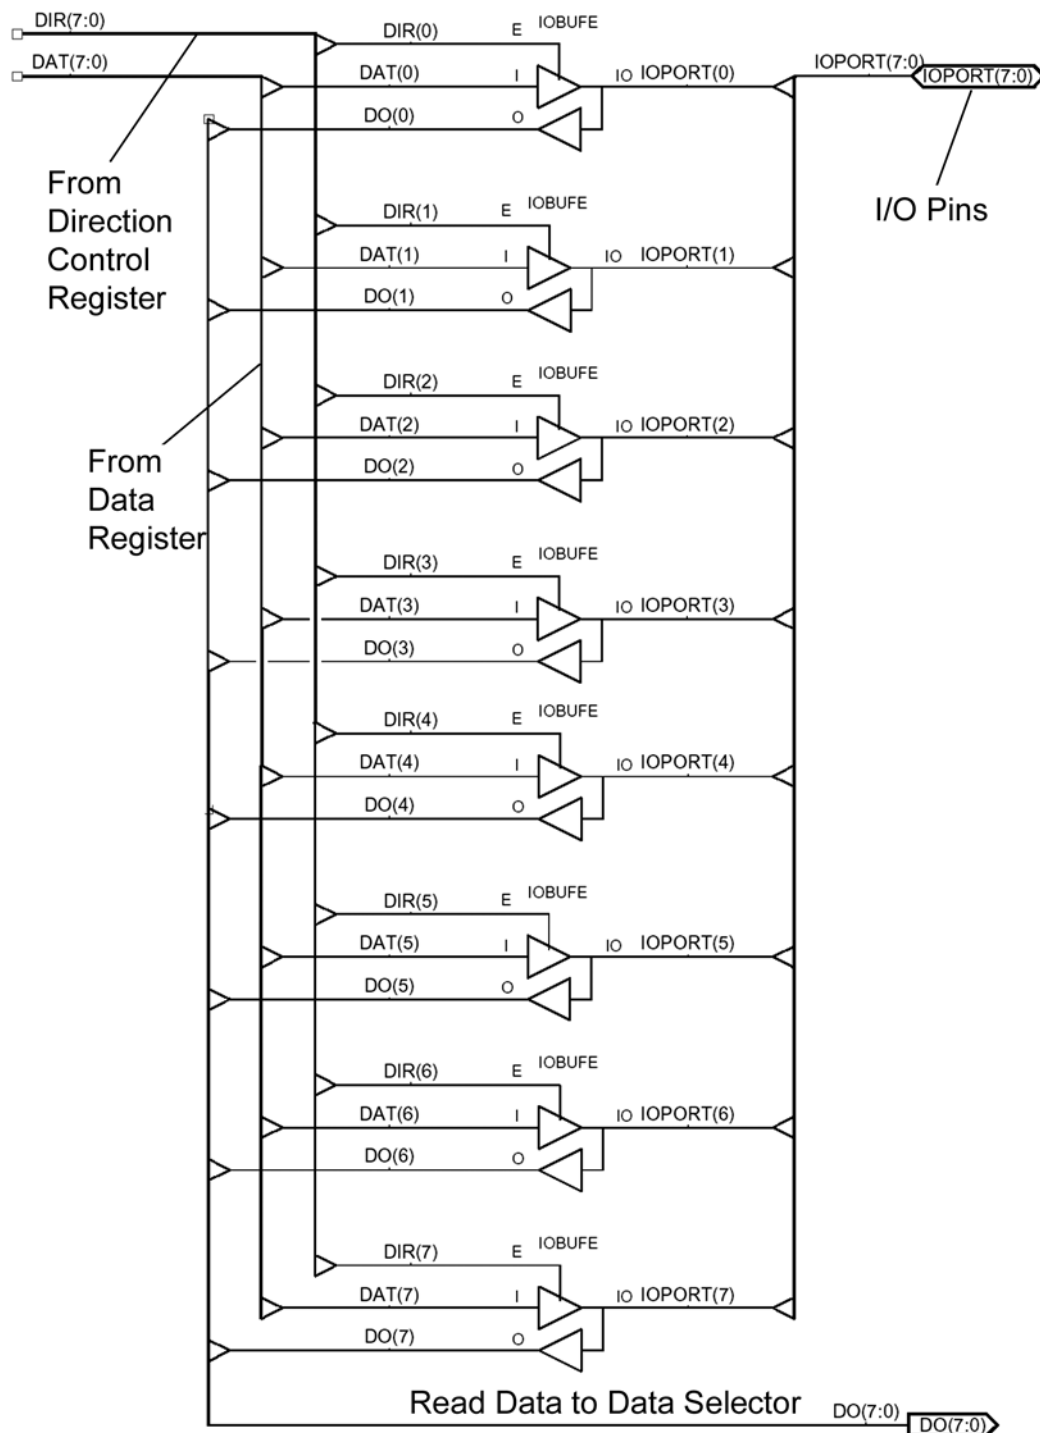 DIR(7:0)
DAT(7:0)
DIR(0) E IOBUFE
DAT(0) I IO IOPORT(0)
DO(0) O
IOPORT(7:0) IOPORT(7:0)
From
Direction
Control
Register
I/O Pins
DIR(1) E IOBUFE
DAT(1) I IO IOPORT(1)
DO(1) O
DIR(2) E IOBUFE
DAT(2) I IO IOPORT(2)
DO(2) O
From
Data
Register
DIR(3) E IOBUFE
DAT(3) I IO IOPORT(3)
DO(3) O
DIR(4) E IOBUFE
DAT(4) I IO IOPORT(4)
DO(4) O
DIR(5) E IOBUFE
DAT(5) I IO IOPORT(5)
DO(5) O
DIR(6) E IOBUFE
DAT(6) I IO IOPORT(6)
DO(6) O
DIR(7) E IOBUFE
DAT(7) I IO IOPORT(7)
DO(7) O
Read Data to Data Selector
DO(7:0) DO(7:0)